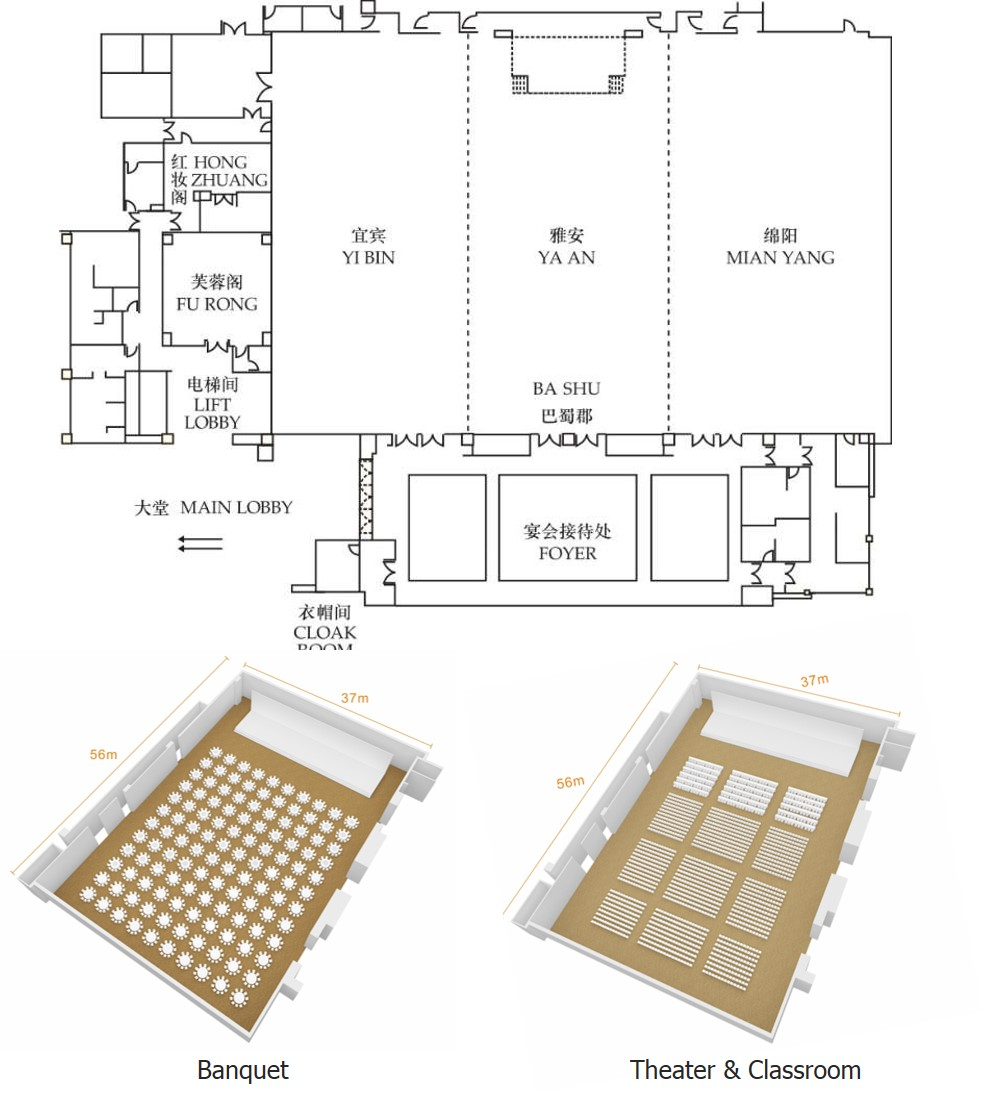 红 HONG
妆 ZHUANG
阁
宜宾
YI BIN
雅安
YA AN
绵阳
MIAN YANG
芙蓉阁
FU RONG
电梯间
LIFT
LOBBY
BA SHU
巴蜀郡
大堂 MAIN LOBBY
宴会接待处
FOYER
衣帽间
CLOAK
ROOM
37m
56m
37m
56m
Banquet
Theater & Classroom